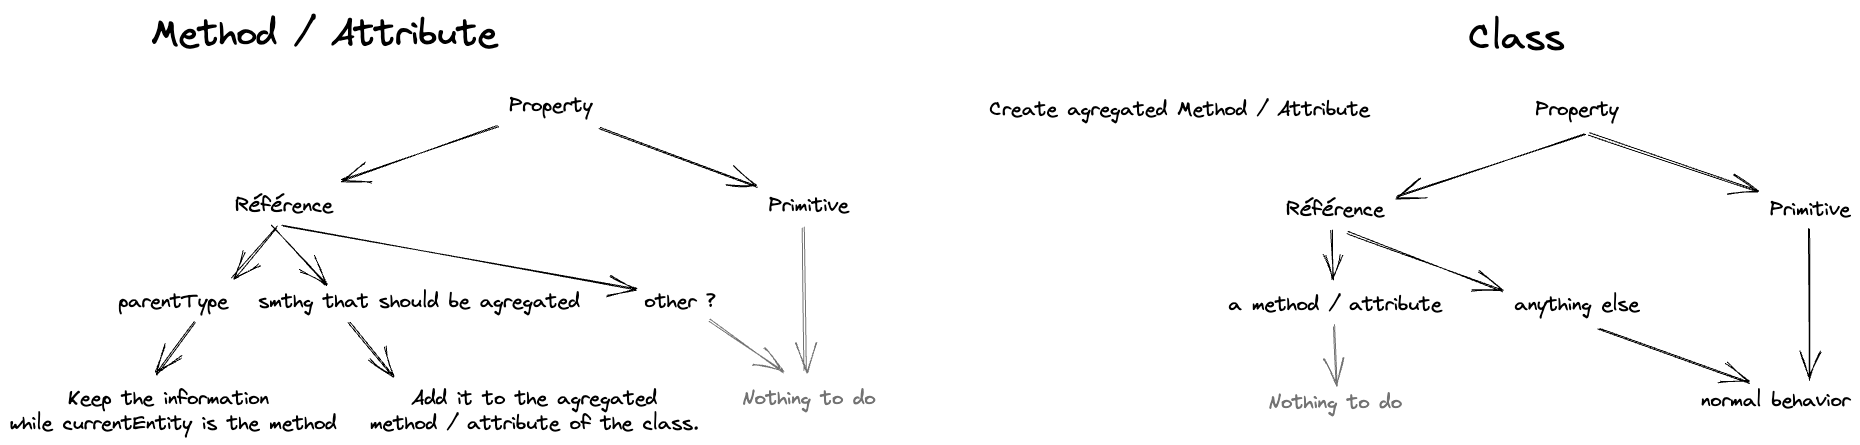 Method / Attribute
Property
Référence
Primitive
parentType
smthg that should be agregated
other ?
Keep the information
while currentEntity is the method
Add it to the agregated
method / attribute of the class.
Nothing to do
Class
Create agregated Method / Attribute
Property
Référence
Primitive
a method / attribute
anything else
Nothing to do
normal behavior